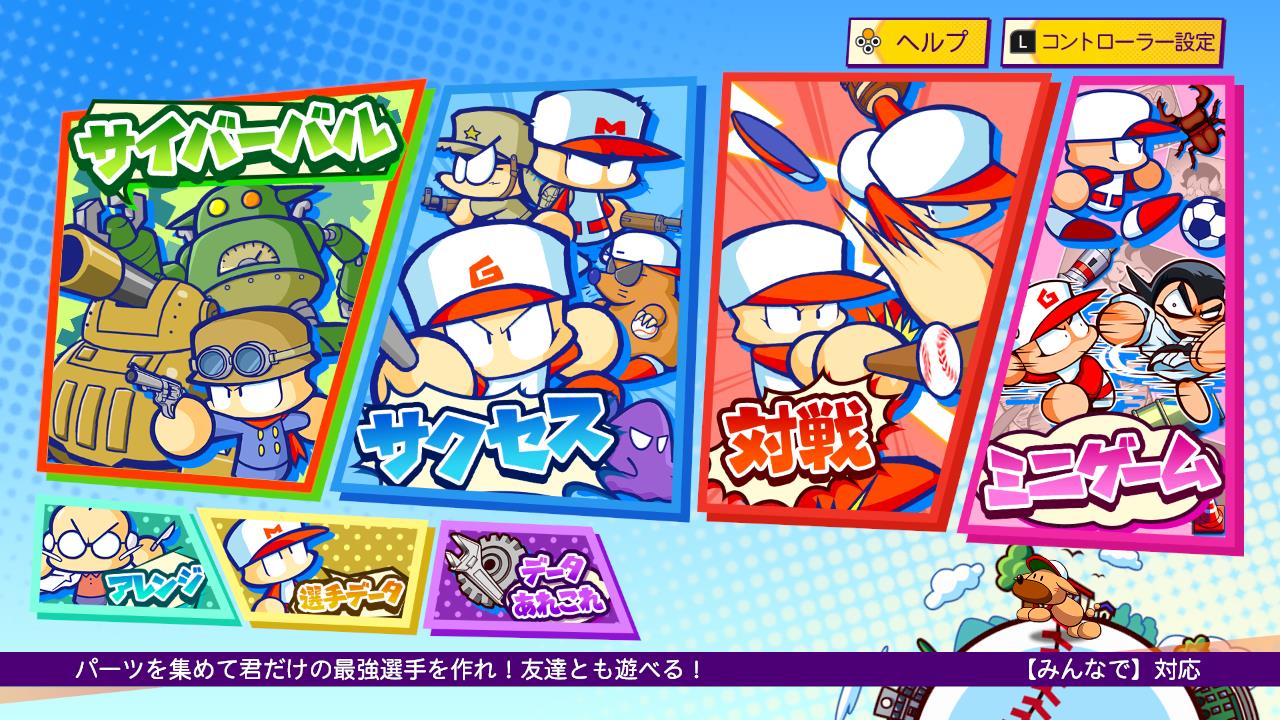 ヘルプ
L コントローラー設定
サイバーバル
サクセス
対戦
ミニゲーム
M
G
G
アレンジ
M
選手データ
データ
あれこれ
パーツを集めて君だけの最強選手を作れ！友達とも遊べる！
【みんなで】対応